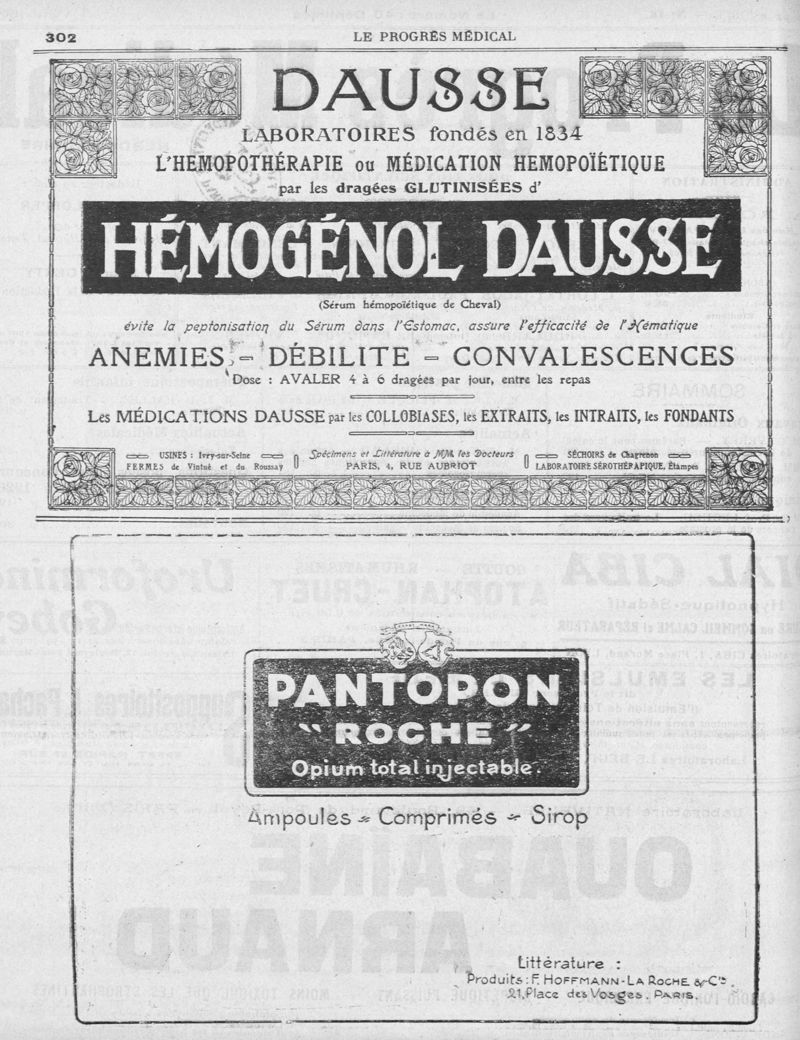 302
LE PROGRÈS MÉDICAL
DAUSSE
LABORATOIRES fondés en 1834
L'HEMOPOTHÉRAPIE ou MÉDICATION HEMOPOÏÉTIQUE
par les dragées GLUTINISÉES d'
HÉMOGÉNOL DAUSSE
(Sérum hémopoïétique de Cheval)
évite la peptonisation du Sérum dans l'Estomac, assure l'efficacité de l'Hématique
ANEMIES - DÉBILITE - CONVALESCENCES
Dose : AVALER 4 à 6 dragées par jour, entre les repas
Les MÉDICATIONS DAUSSE par les COLLOBIASES, les EXTRAITS, les INTRAITS, les FONDANTS
USINES : Ivry-sur-Seine
FERMES de Vintué et du Roussay
Spécimens et Littérature à MM. les Docteurs
PARIS, 4, RUE AUBRIOT
SÉCHOIRS de Chagrenon
LABORATOIRE SÉROTHÉRAPIQUE, Étampes
PANTOPON
"ROCHE"
Opium total injectable.
Ampoules - Comprimés - Sirop
Littérature :
Produits : F. HOFFMANN-LA ROCHE & Cie
21, Place des Vosges, PARIS.